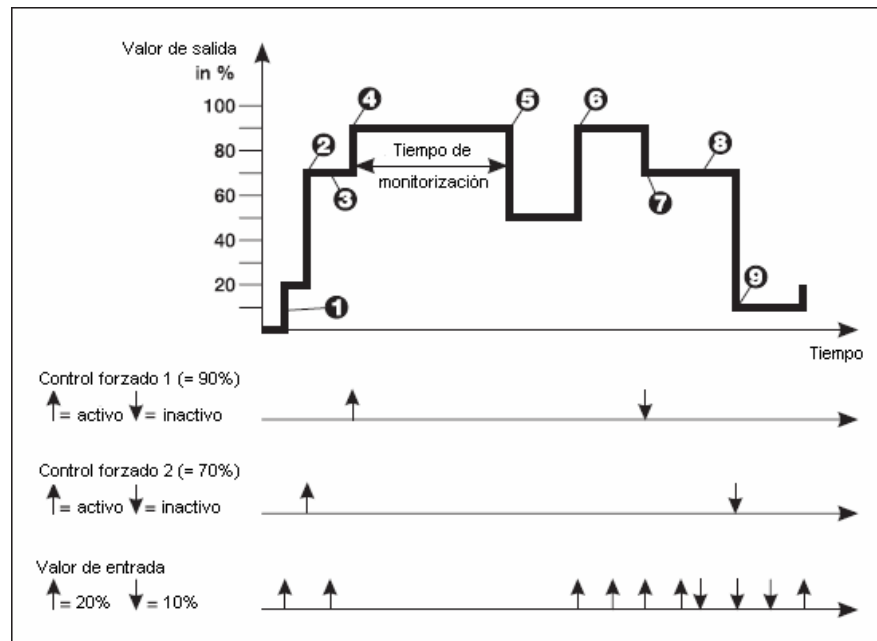 Valor de salida
in %
100
80
60
40
20
1
2
3
4
5
6
7
8
9
Tiempo de
monitorización
Tiempo
Control forzado 1 (= 90%)
↑= activo ↓= inactivo
Control forzado 2 (= 70%)
↑= activo ↓= inactivo
Valor de entrada
↑= 20% ↓= 10%